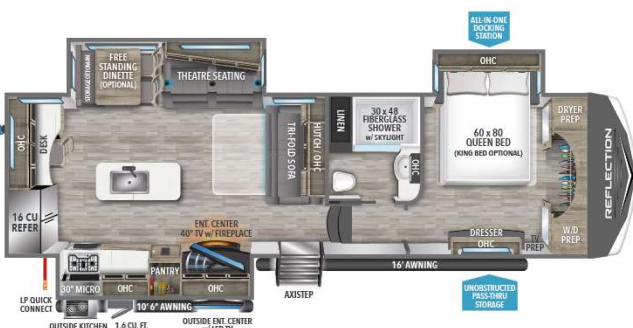 ALL-IN-ONE
DOCKING
STATION
FREE
STANDING
DINETTE
(OPTIONAL)
STORAGE OTTOMAN
THEATRE SEATING
OHC
DESK
OHC
TRI-FOLD SOFA
HUTCH / OHC
LINEN
30 x 48
FIBERGLASS
SHOWER
w/ SKYLIGHT
OHC
OHC
60 x 80
QUEEN BED
(KING BED OPTIONAL)
DRYER
PREP
REFLECTION
16 CU
REFER
ENT. CENTER
40" TV w/ FIREPLACE
DRESSER
OHC
TV
PREP
W/D
PREP
30" MICRO
OHC
PANTRY
OHC
16' AWNING
LP QUICK
CONNECT
10' 6" AWNING
AXISTEP
UNOBSTRUCTED
PASS-THRU
STORAGE
OUTSIDE KITCHEN
1.6 CU. FT.
OUTSIDE ENT. CENTER
w/ LED TV